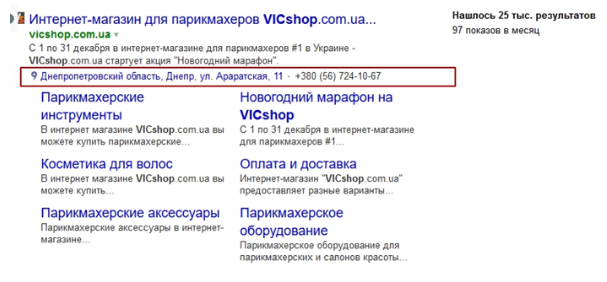 Интернет-магазин для парикмахеров VICshop.com.ua...
Нашлось 25 тыс. результатов
vicshop.com.ua
97 показов в месяц
С 1 по 31 декабря в интернет-магазине для парикмахеров #1 в Украине -
VICshop.com.ua стартует акция "Новогодний марафон".
Днепропетровский область, Днепр, ул. Араратская, 11 · +380 (56) 724-10-67
Парикмахерские
инструменты
В интернет магазине VICshop.com.ua вы
можете купить парикмахерские...
Новогодний марафон на
VICshop
С 1 по 31 декабря в интернет-магазине
для парикмахеров #1...
Косметика для волос
В интернет магазине VICshop.com.ua вы
можете купить...
Оплата и доставка
Интернет-магазин "VICshop.com.ua"
предоставляет разные варианты...
Парикмахерские аксессуары
Парикмахерские аксессуары в интернет-
магазине...
Парикмахерское
оборудование
Парикмахерское оборудование для
парикмахерских и салонов красоты...